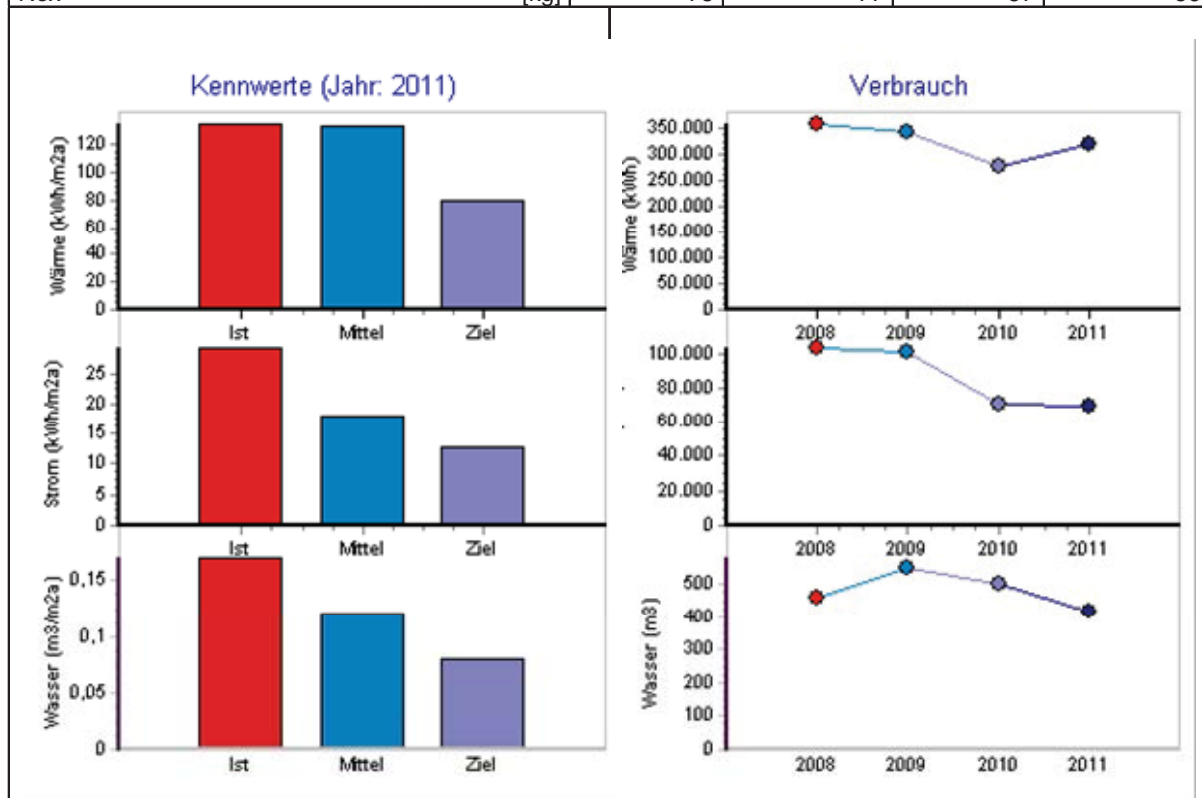 [kg]
Kennwerte (Jahr: 2011)
Wärme (kWh/m2a)
120
100
80
60
40
20
0
Ist Mittel Ziel
Strom (kWh/m2a)
25
20
15
10
5
0
Ist Mittel Ziel
Wasser (m3/m2a)
0,15
0,1
0,05
0
Ist Mittel Ziel
Verbrauch
Wärme (kWh)
350.000
300.000
250.000
200.000
150.000
100.000
50.000
0
2008 2009 2010 2011
100.000
80.000
60.000
40.000
20.000
0
2008 2009 2010 2011
Wasser (m3)
500
400
300
200
100
0
2008 2009 2010 2011